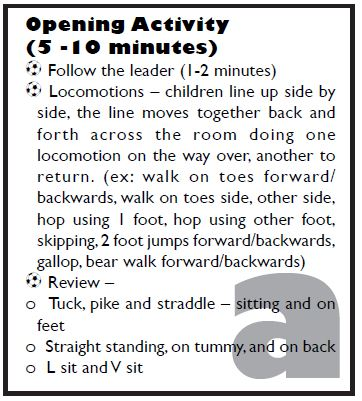 Opening Activity
(5 -10 minutes)
Follow the leader (1-2 minutes)
Locomotions – children line up side by
side, the line moves together back and
forth across the room doing one
locomotion on the way over, another to
return. (ex: walk on toes forward/
backwards, walk on toes side, other side,
hop using 1 foot, hop using other foot,
skipping, 2 foot jumps forward/backwards,
gallop, bear walk forward/backwards)
Review –
o Tuck, pike and straddle – sitting and on
feet
o Straight standing, on tummy, and on back
o L sit and V sit
a